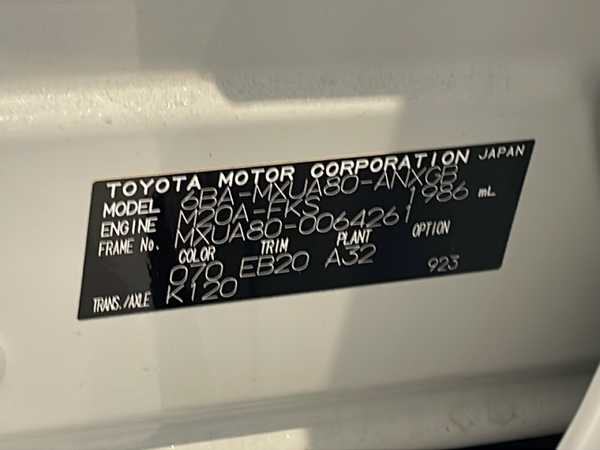 TOYOTA MOTOR CORPORATION JAPAN
MODEL 6BA-MXUA80-ANXGB
ENGINE M20A-FKS 1986 mL
FRAME No. MXUA80-0064261
COLOR TRIM PLANT OPTION
070 EB20 A32
TRANS./AXLE K120 923